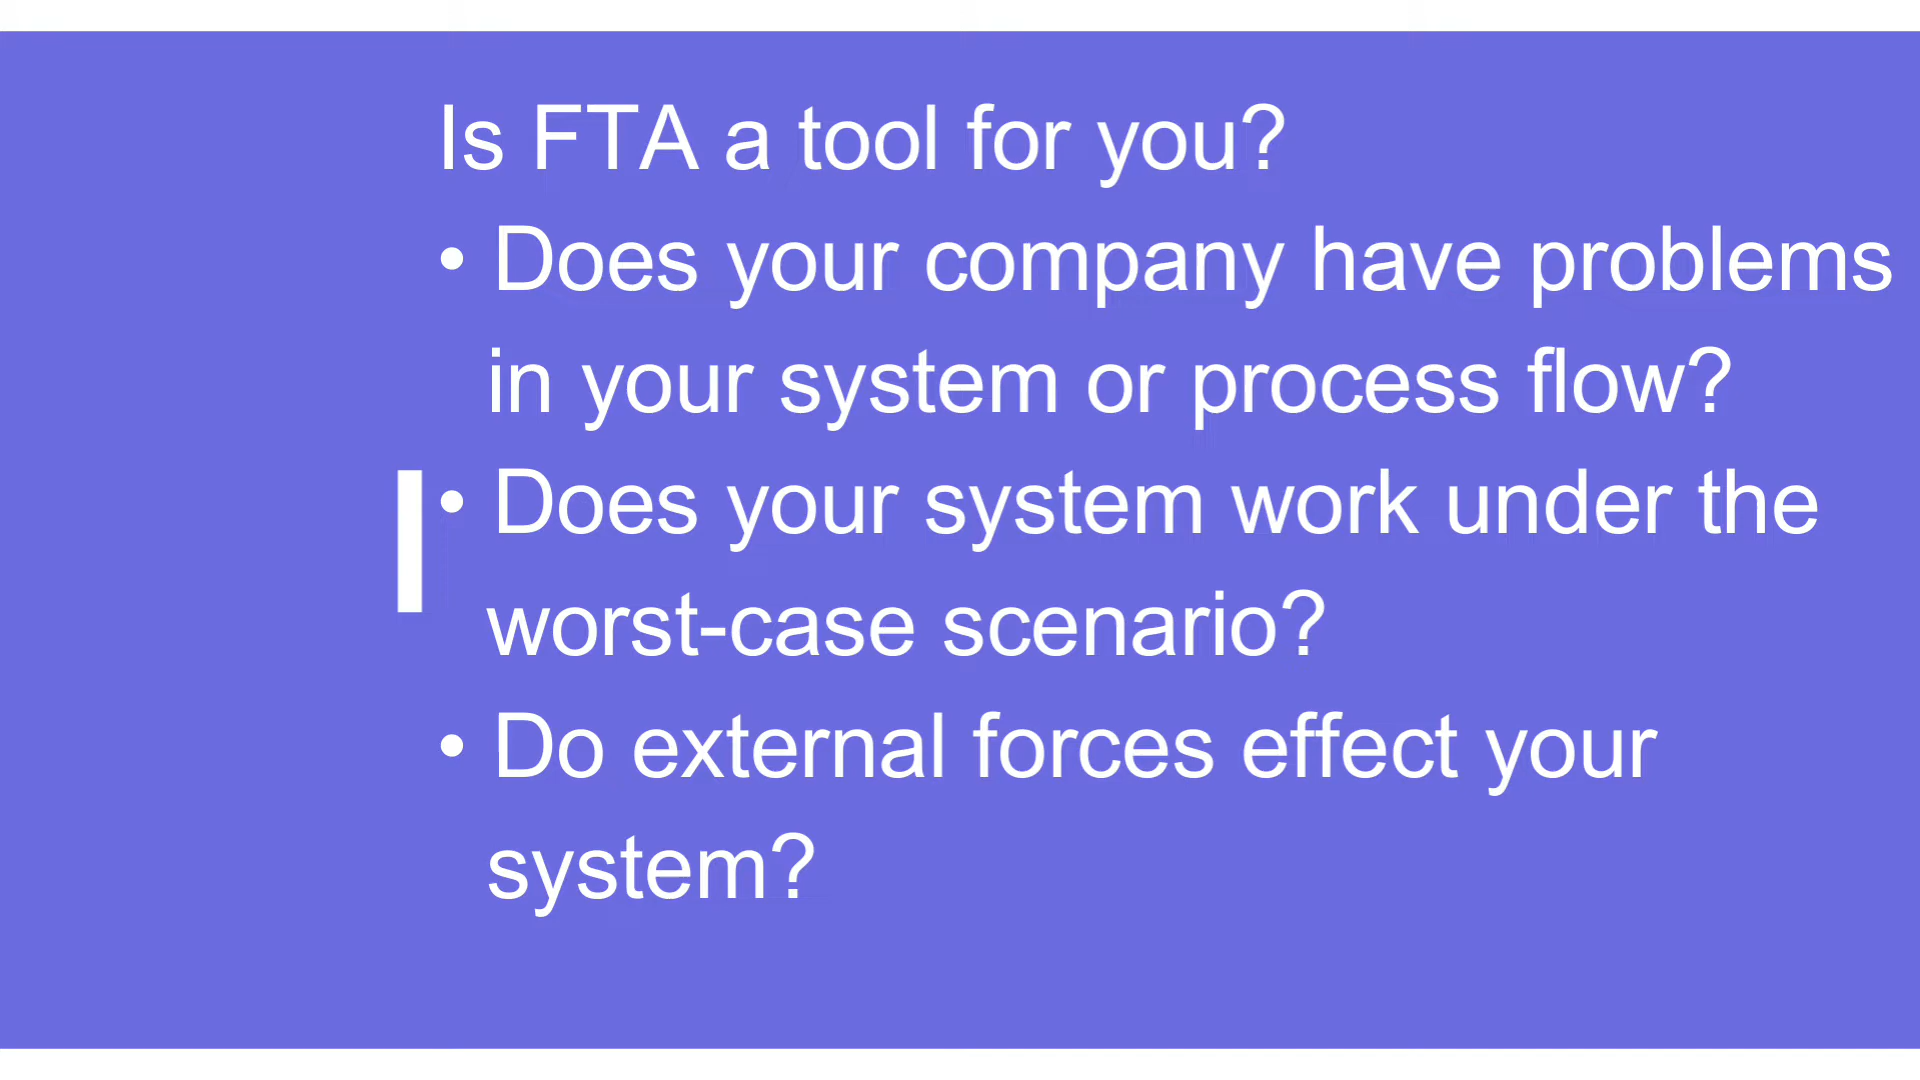 Is FTA a tool for you?
• Does your company have problems
in your system or process flow?
• Does your system work under the
worst-case scenario?
• Do external forces effect your
system?